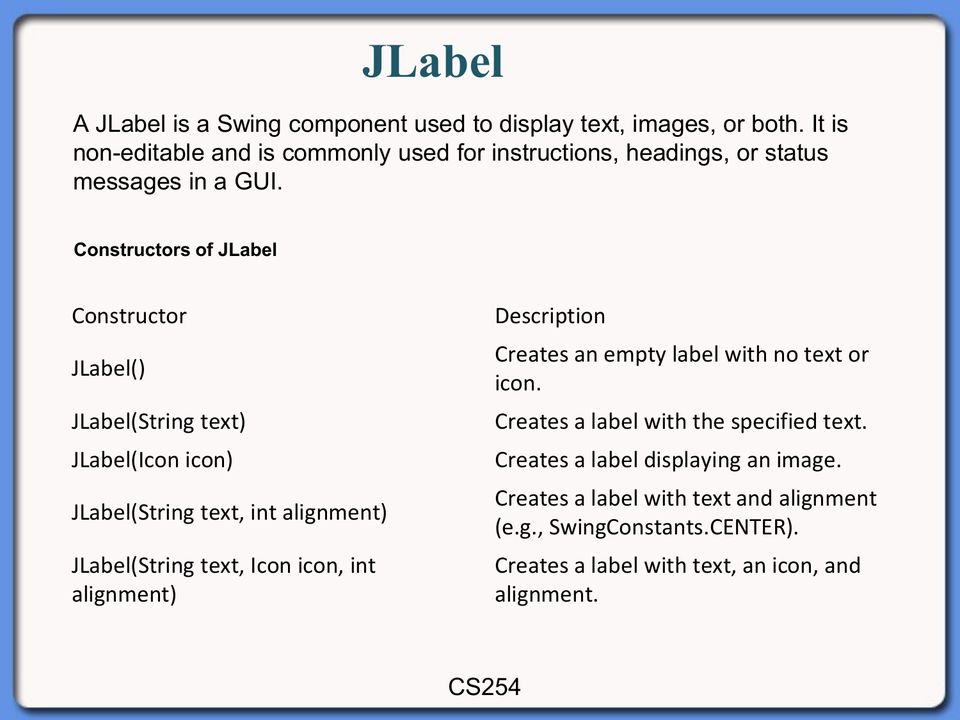 JLabel
A JLabel is a Swing component used to display text, images, or both. It is
non-editable and is commonly used for instructions, headings, or status
messages in a GUI.
Constructors of JLabel
Constructor Description
JLabel() Creates an empty label with no text or
icon.
JLabel(String text) Creates a label with the specified text.
JLabel(Icon icon) Creates a label displaying an image.
JLabel(String text, int alignment) Creates a label with text and alignment
(e.g., SwingConstants.CENTER).
JLabel(String text, Icon icon, int Creates a label with text, an icon, and
alignment) alignment.
CS254